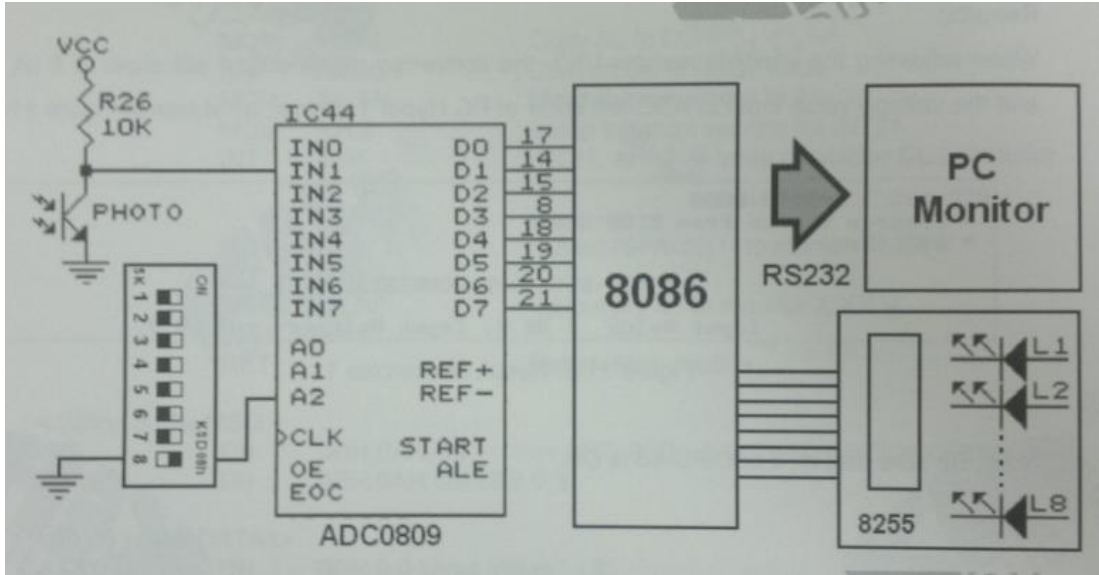 VCC
R26
10K
PHOTO
IC44
IN0 D0 17
IN1 D1 14
IN2 D2 15
IN3 D3 8
IN4 D4 18
IN5 D5 19
IN6 D6 20
IN7 D7 21
A0
A1 REF+
A2 REF-
CLK
START
OE ALE
EOC
ADC0809
ON
1 2 3 4 5 6 7 8
8086
RS232
PC
Monitor
L1
L2
L8
8255